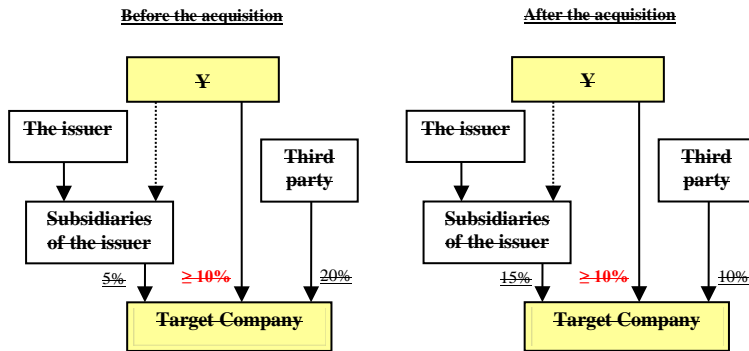 Before the acquisition
After the acquisition
Y
Y
The issuer
The issuer
Third
party
Third
party
Subsidiaries
of the issuer
Subsidiaries
of the issuer
5%
≥ 10%
20%
15%
≥ 10%
10%
Target Company
Target Company